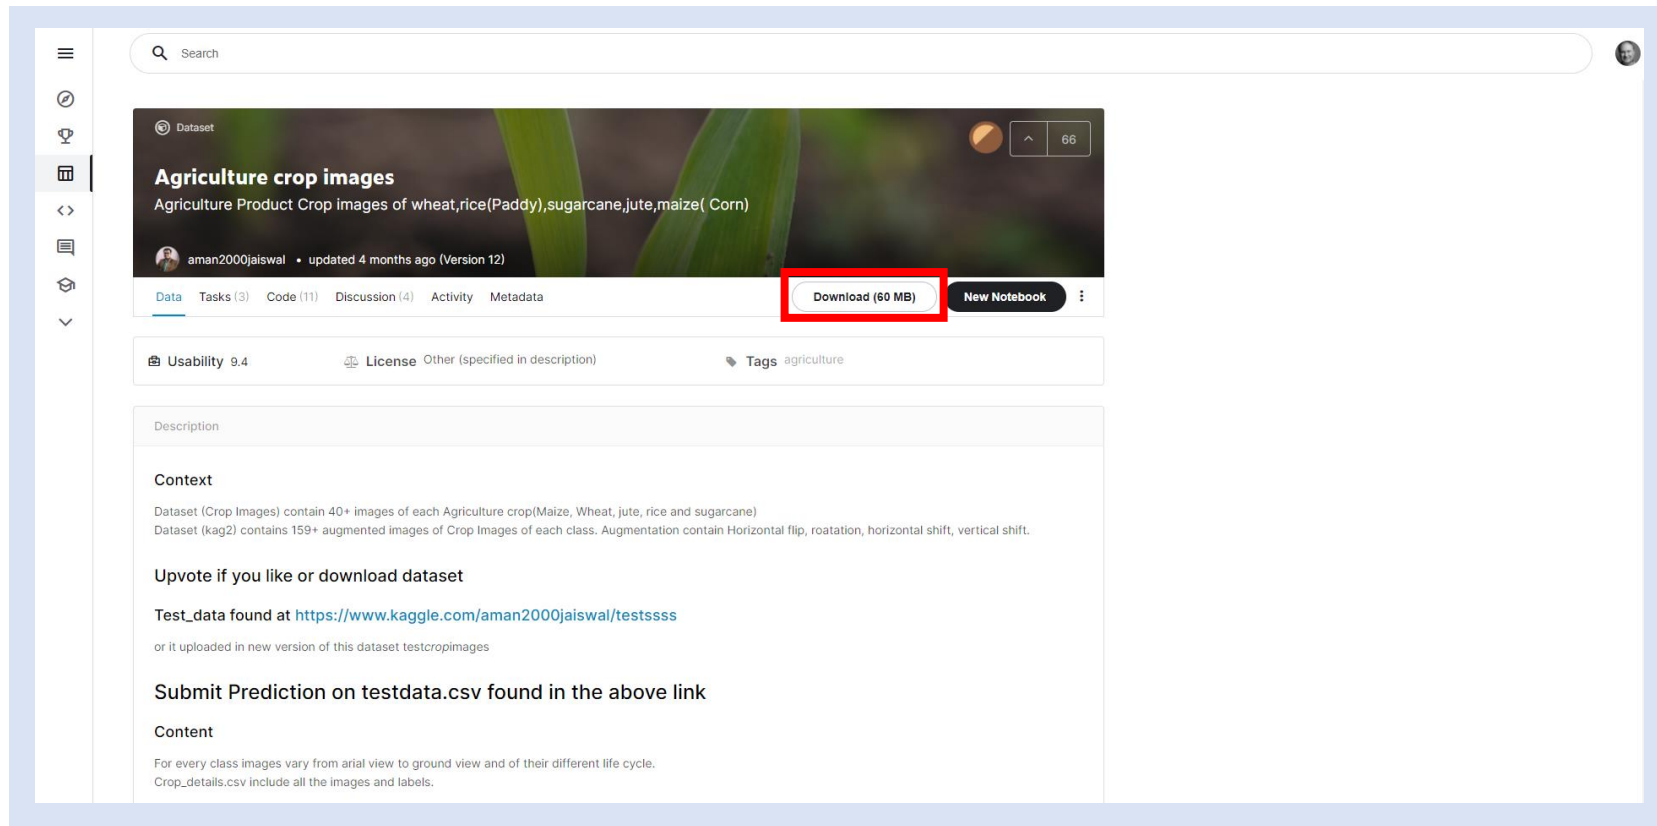 Search
Dataset
66
Agriculture crop images
Agriculture Product Crop images of wheat,rice(Paddy),sugarcane,jute,maize( Corn)
aman2000jaiswal • updated 4 months ago (Version 12)
Data Tasks (3) Code (11) Discussion (4) Activity Metadata Download (60 MB) New Notebook
Usability 9.4 License Other (specified in description) Tags agriculture
Description
Context
Dataset (Crop Images) contain 40+ images of each Agriculture crop(Maize, Wheat, jute, rice and sugarcane)
Dataset (kag2) contains 159+ augmented images of Crop Images of each class. Augmentation contain Horizontal flip, roatation, horizontal shift, vertical shift.
Upvote if you like or download dataset
Test_data found at https://www.kaggle.com/aman2000jaiswal/testssss
or it uploaded in new version of this dataset testcropimages
Submit Prediction on testdata.csv found in the above link
Content
For every class images vary from arial view to ground view and of their different life cycle.
Crop_details.csv include all the images and labels.